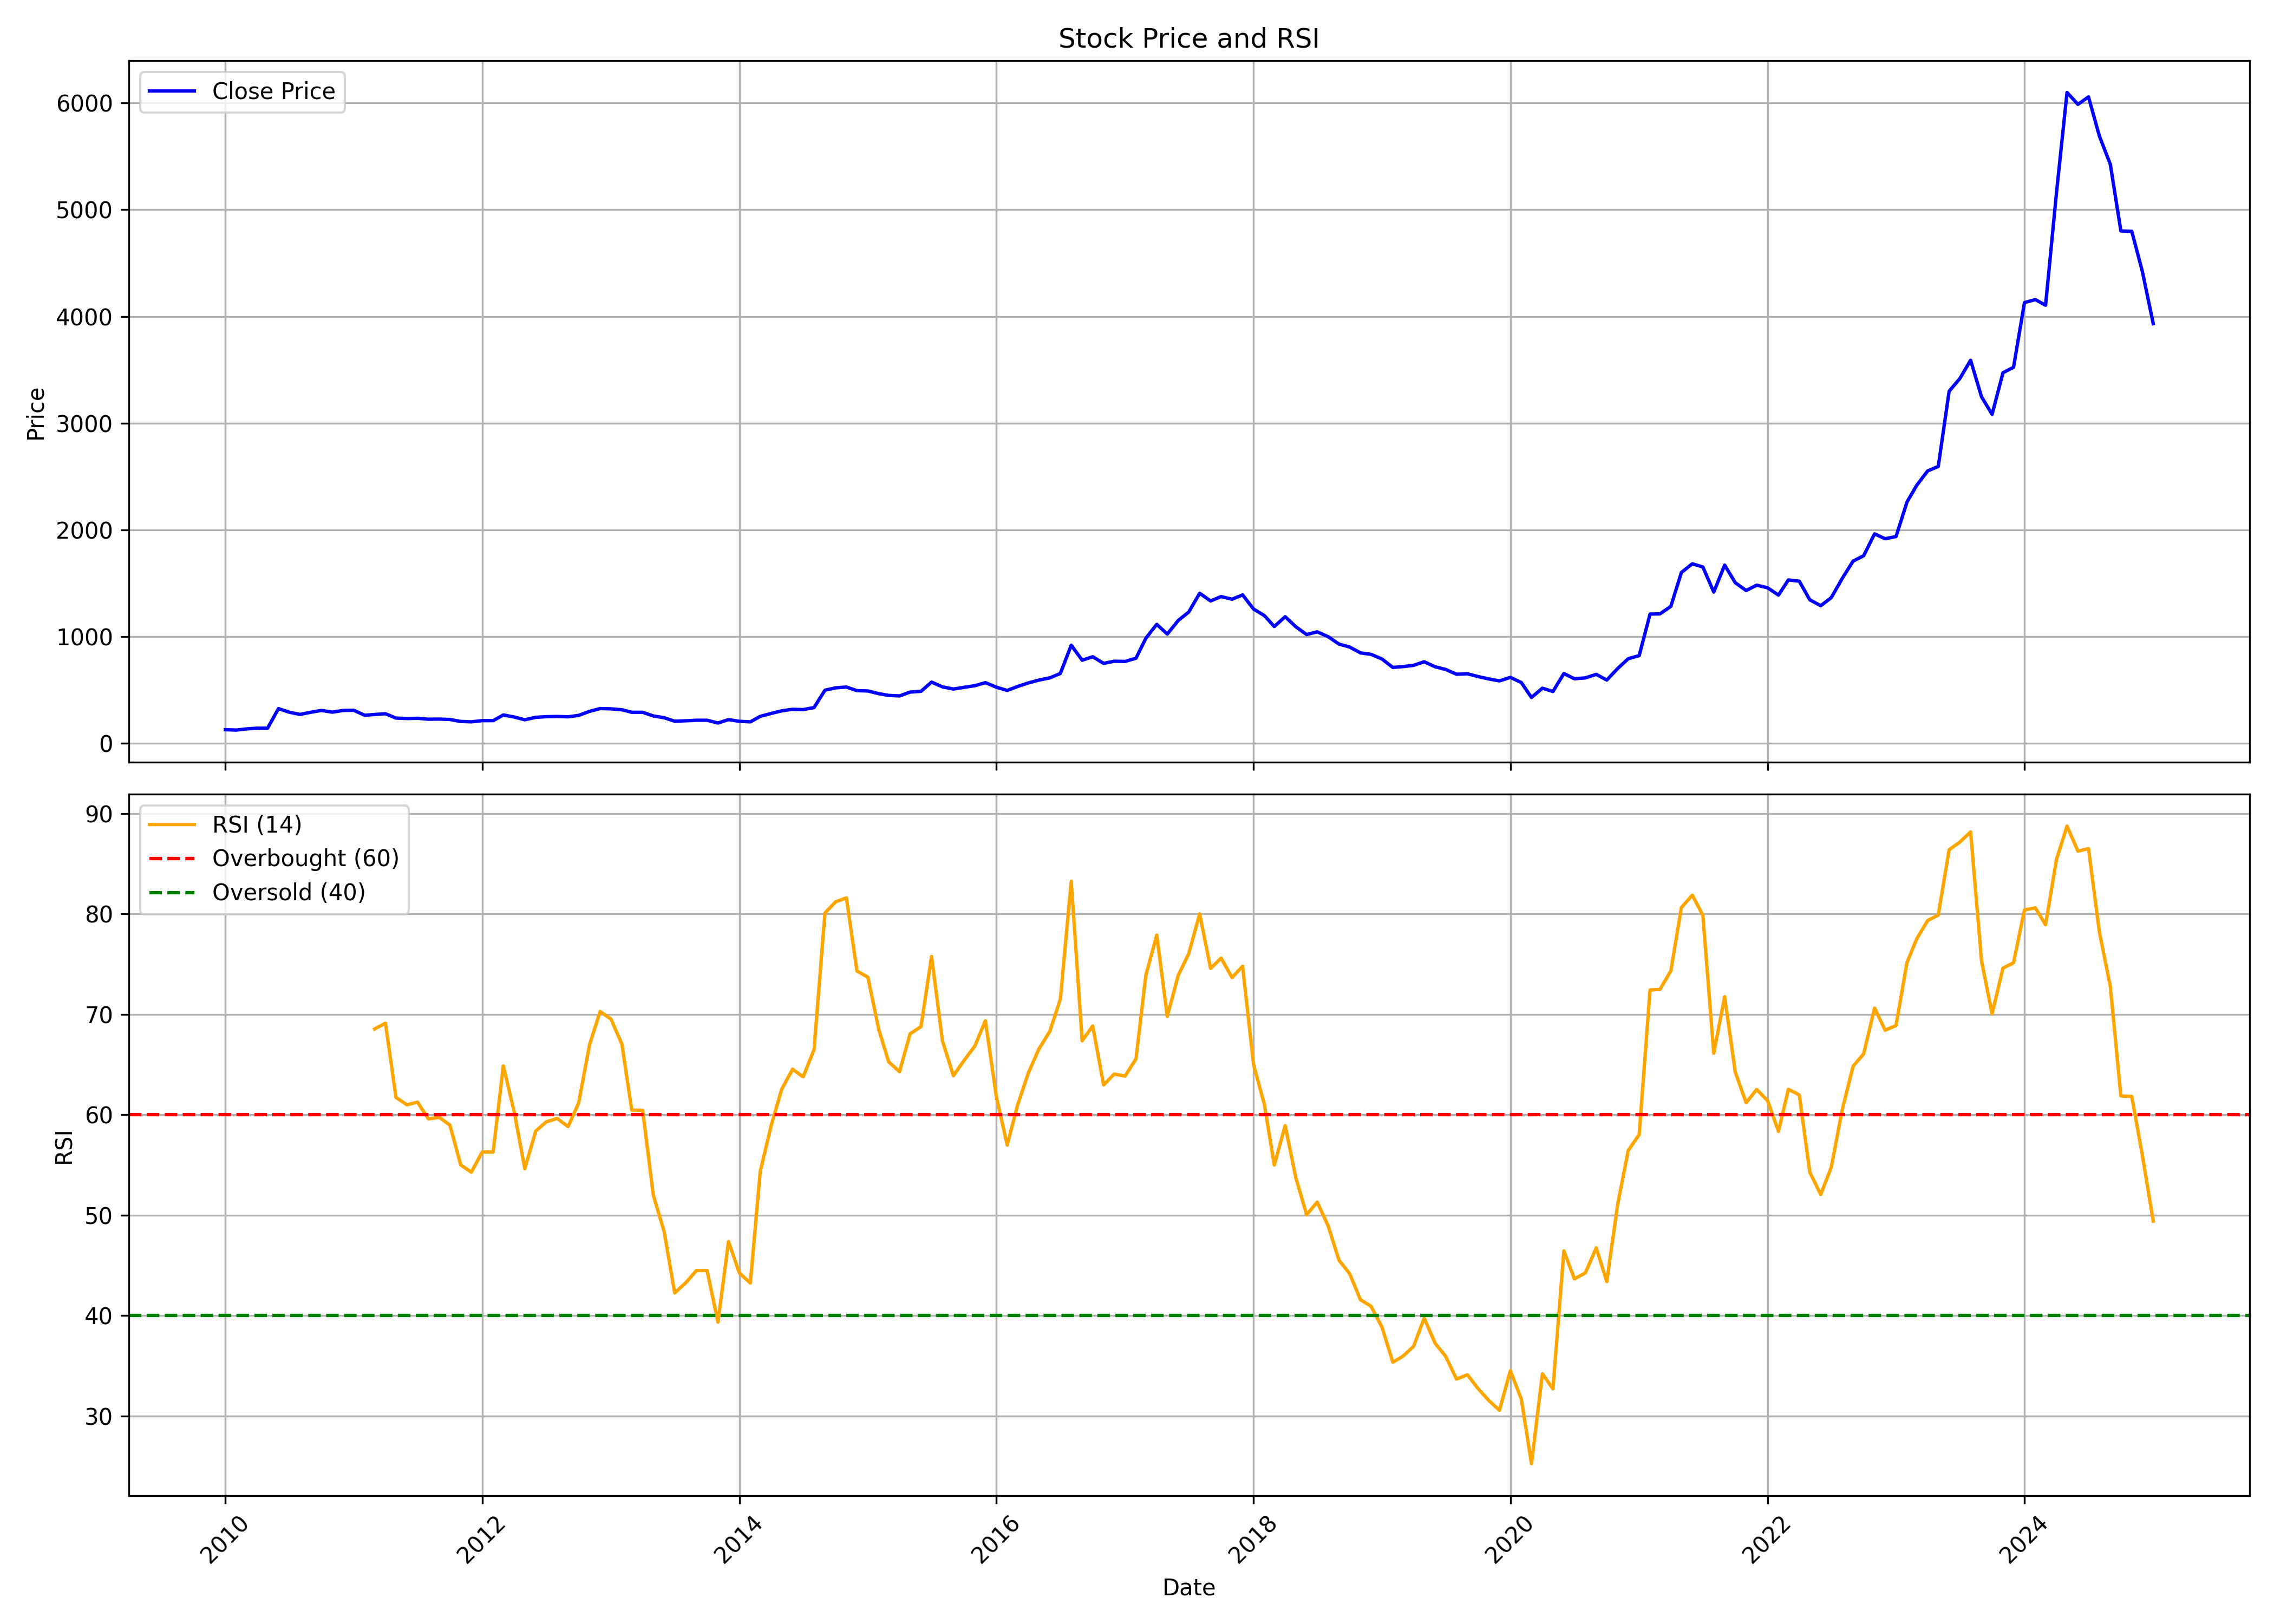 Stock Price and RSI
Close Price
6000
5000
4000
3000
2000
1000
0
Price
RSI (14)
Overbought (60)
Oversold (40)
90
80
70
60
50
40
30
RSI
2010
2012
2014
2016
2018
2020
2022
2024
Date